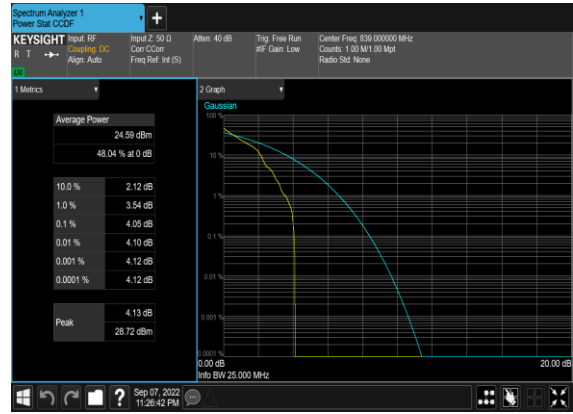 Spectrum Analyzer 1
Power Stat CCDF
+
KEYSIGHT
R T
LW
Input: RF
Coupling: DC
Align: Auto
Input Z: 50 Ω
Corr CCorr
Freq Ref: Int (S)
Atten: 40 dB
Trig: Free Run
#IF Gain: Low
Center Freq: 839.000000 MHz
Counts: 1.00 M/1.00 Mpt
Radio Std: None
1 Metrics
Average Power
24.59 dBm
48.04 % at 0 dB
10.0 % 2.12 dB
1.0 % 3.54 dB
0.1 % 4.05 dB
0.01 % 4.10 dB
0.001 % 4.12 dB
0.0001 % 4.12 dB
Peak
4.13 dB
28.72 dBm
2 Graph
Gaussian
100 %
10 %
1 %
0.1 %
0.01 %
0.001 %
0.0001 %
0.00 dB 20.00 dB
Info BW 25.000 MHz
?
Sep 07, 2022
11:26:42 PM